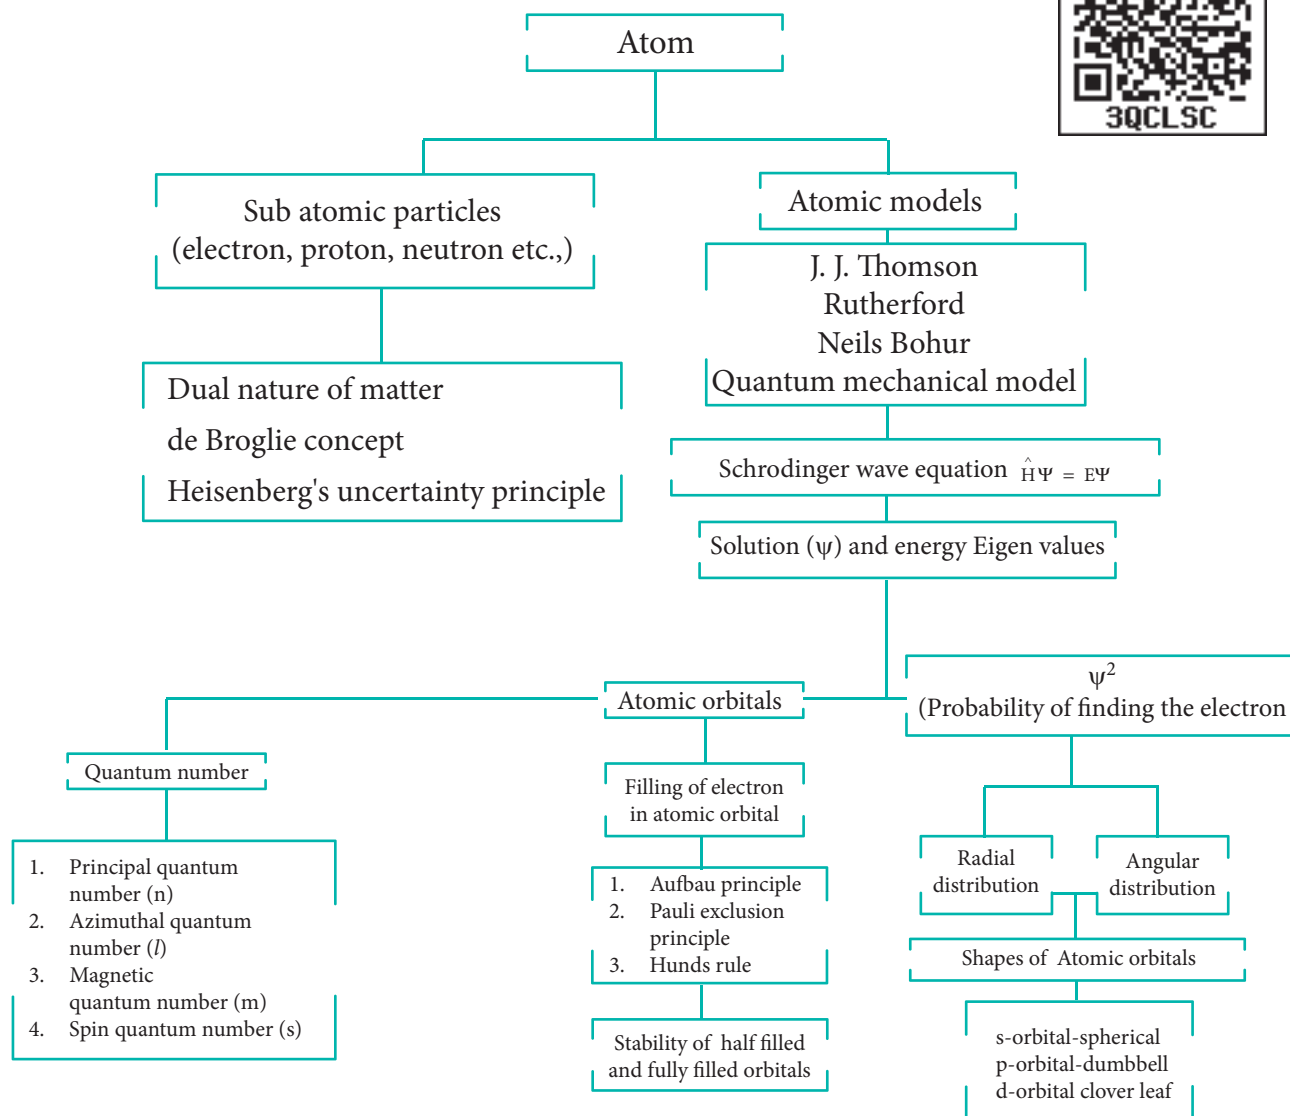 Atom
3QCLSC
Sub atomic particles
(electron, proton, neutron etc.,)
Atomic models
J. J. Thomson
Rutherford
Neils Bohur
Quantum mechanical model
Dual nature of matter
de Broglie concept
Heisenberg's uncertainty principle
Schrodinger wave equation ĤΨ = EΨ
Solution (ψ) and energy Eigen values
Atomic orbitals
ψ²
(Probability of finding the electron
Quantum number
1. Principal quantum
number (n)
2. Azimuthal quantum
number (l)
3. Magnetic
quantum number (m)
4. Spin quantum number (s)
Filling of electron
in atomic orbital
1. Aufbau principle
2. Pauli exclusion
principle
3. Hunds rule
Stability of half filled
and fully filled orbitals
Radial
distribution
Angular
distribution
Shapes of Atomic orbitals
s-orbital-spherical
p-orbital-dumbbell
d-orbital clover leaf